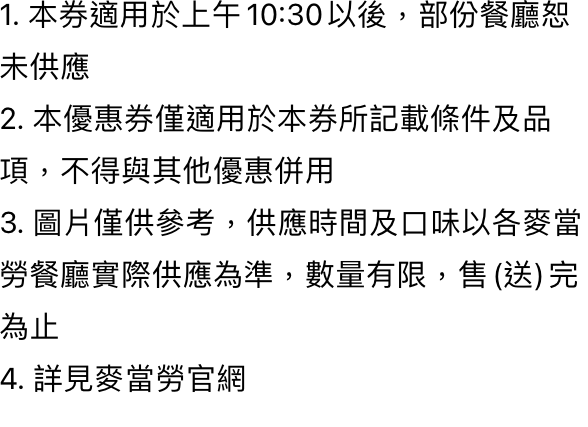 1. 本券適用於上午10:30以後，部份餐廳恕
未供應
2. 本優惠券僅適用於本券所記載條件及品
項，不得與其他優惠併用
3. 圖片僅供參考，供應時間及口味以各麥當
勞餐廳實際供應為準，數量有限，售(送)完
為止
4. 詳見麥當勞官網